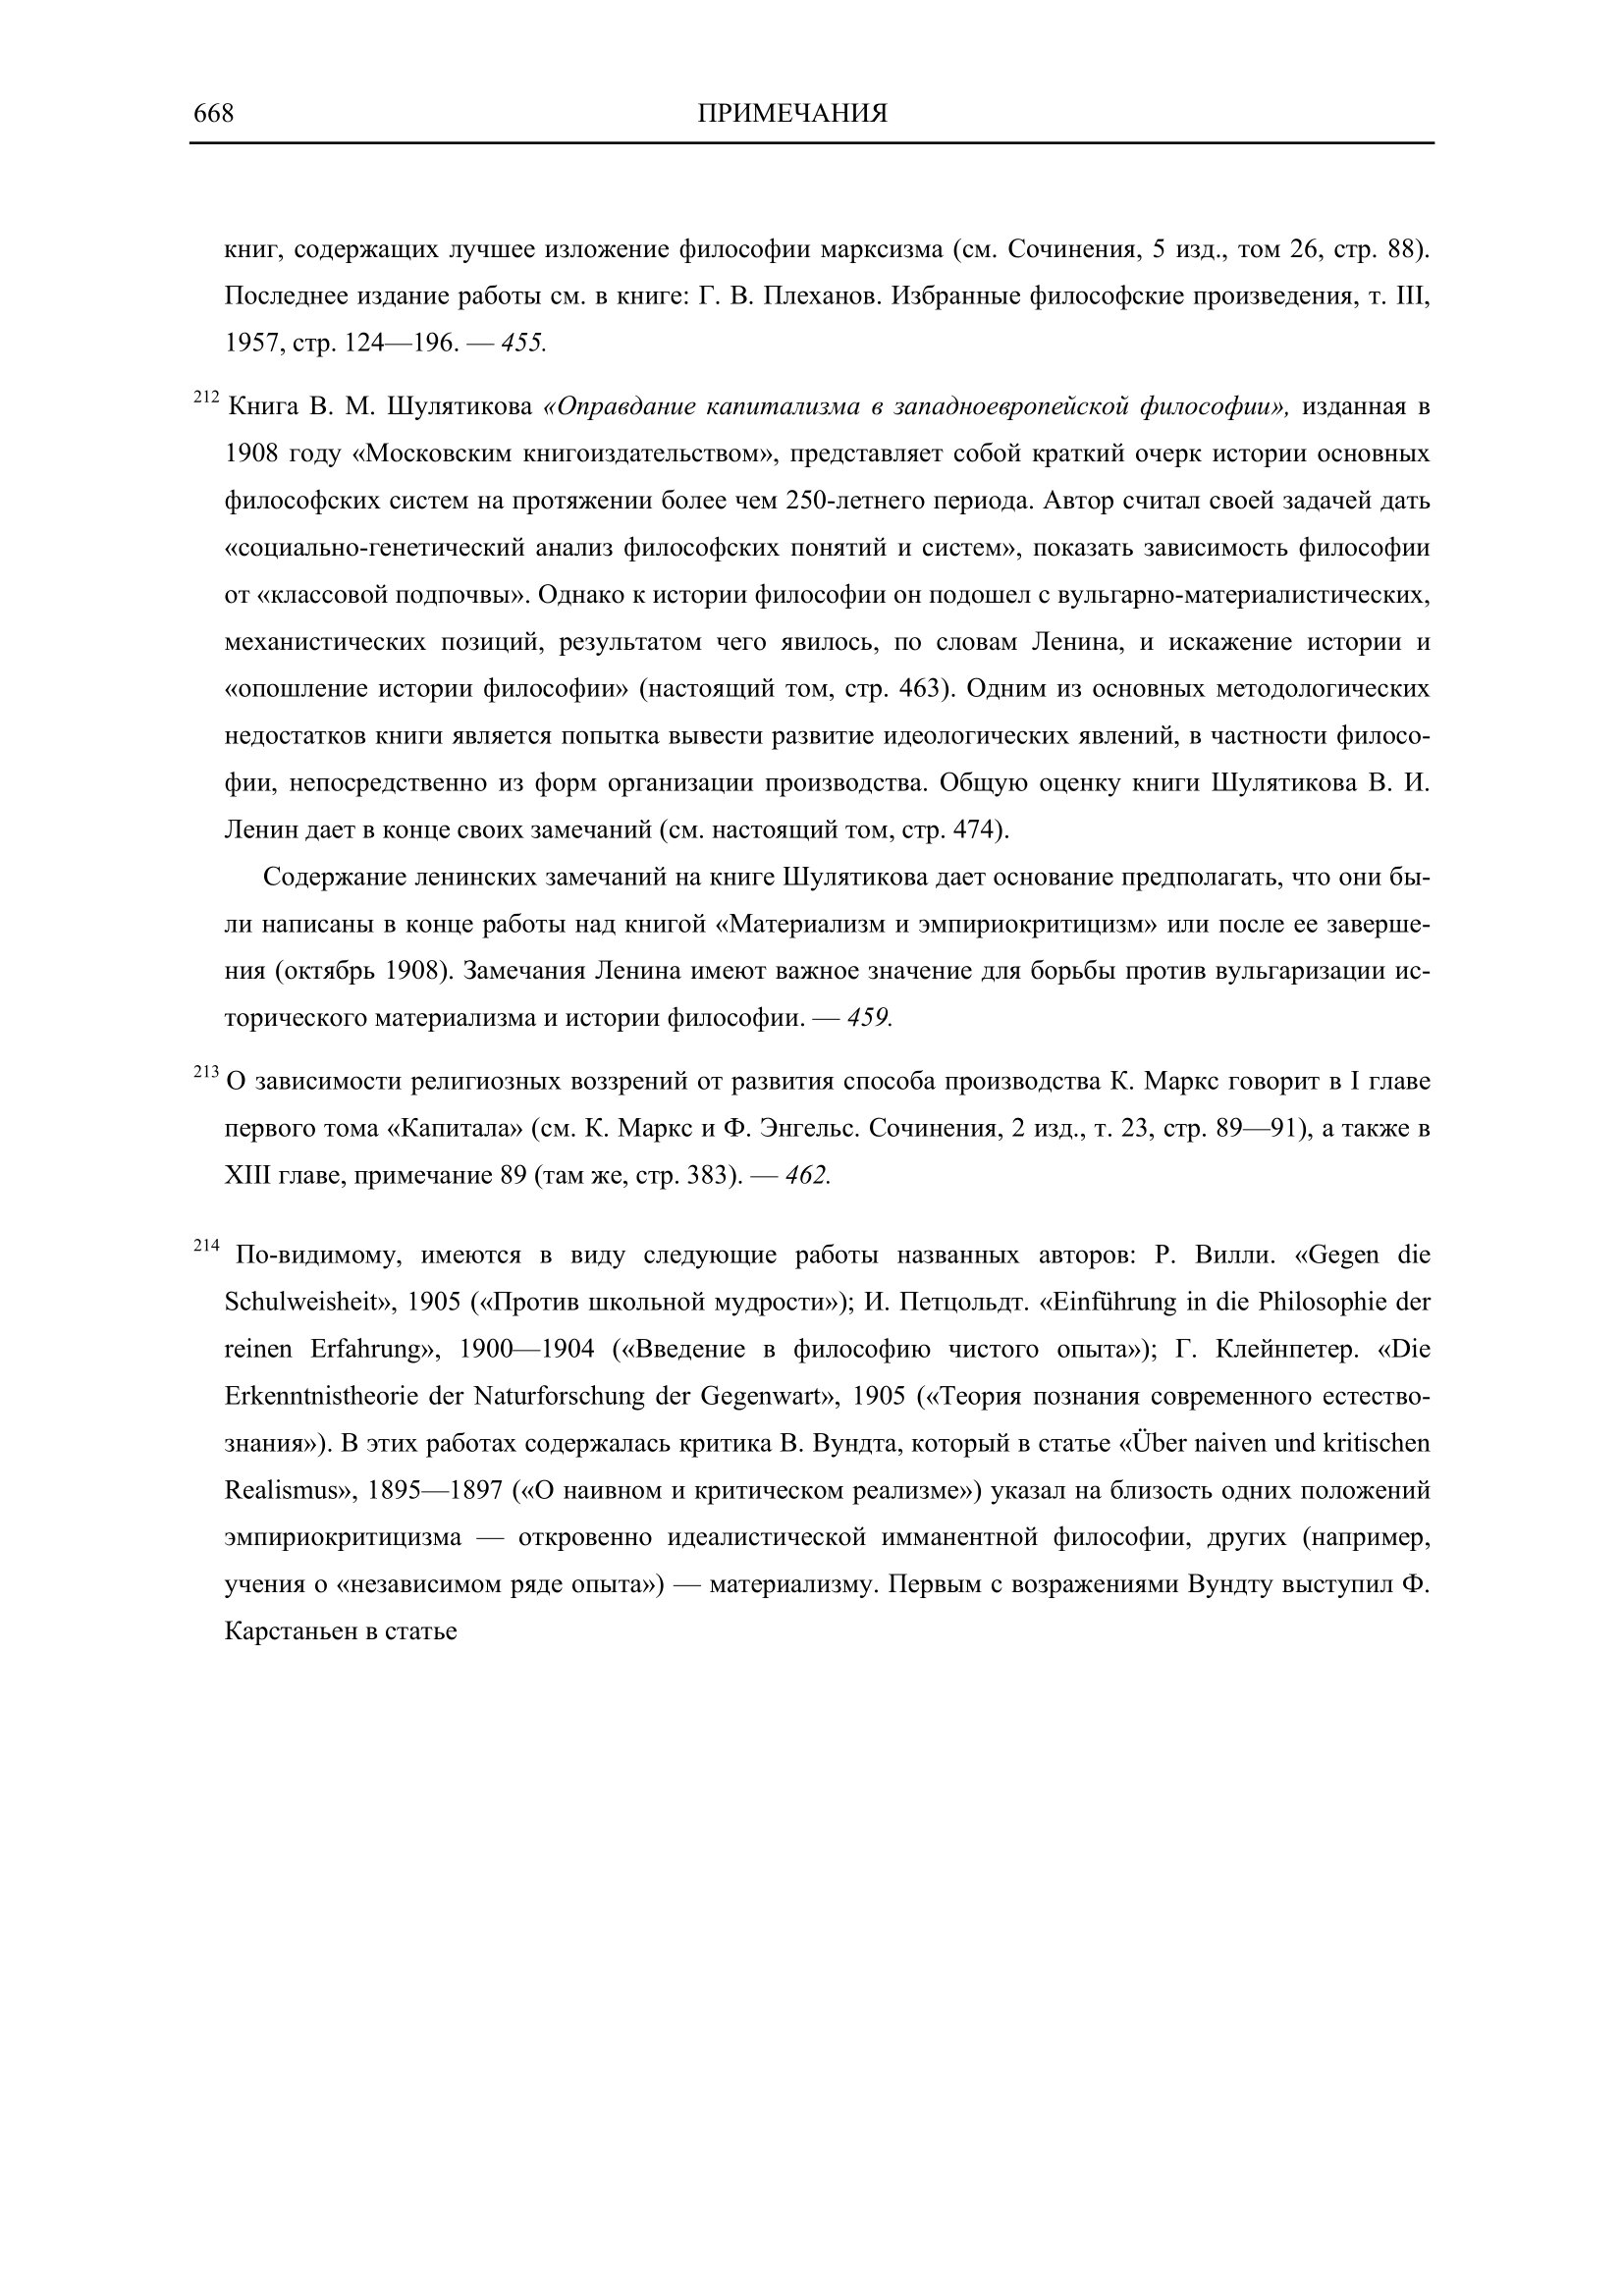 668 ПРИМЕЧАНИЯ
книг, содержащих лучшее изложение философии марксизма (см. Сочинения, 5 изд., том 26, стр. 88).
Последнее издание работы см. в книге: Г. В. Плеханов. Избранные философские произведения, т. III,
1957, стр. 124—196. — 455.
212 Книга В. М. Шулятикова «Оправдание капитализма в западноевропейской философии», изданная в
1908 году «Московским книгоиздательством», представляет собой краткий очерк истории основных
философских систем на протяжении более чем 250-летнего периода. Автор считал своей задачей дать
«социально-генетический анализ философских понятий и систем», показать зависимость философии
от «классовой подпочвы». Однако к истории философии он подошел с вульгарно-материалистических,
механистических позиций, результатом чего явилось, по словам Ленина, и искажение истории и
«опошление истории философии» (настоящий том, стр. 463). Одним из основных методологических
недостатков книги является попытка вывести развитие идеологических явлений, в частности филосо-
фии, непосредственно из форм организации производства. Общую оценку книги Шулятикова В. И.
Ленин дает в конце своих замечаний (см. настоящий том, стр. 474).
Содержание ленинских замечаний на книге Шулятикова дает основание предполагать, что они бы-
ли написаны в конце работы над книгой «Материализм и эмпириокритицизм» или после ее заверше-
ния (октябрь 1908). Замечания Ленина имеют важное значение для борьбы против вульгаризации ис-
торического материализма и истории философии. — 459.
213 О зависимости религиозных воззрений от развития способа производства К. Маркс говорит в I главе
первого тома «Капитала» (см. К. Маркс и Ф. Энгельс. Сочинения, 2 изд., т. 23, стр. 89—91), а также в
XIII главе, примечание 89 (там же, стр. 383). — 462.
214 По-видимому, имеются в виду следующие работы названных авторов: Р. Вилли. «Gegen die
Schulweisheit», 1905 («Против школьной мудрости»); И. Петцольдт. «Einführung in die Philosophie der
reinen Erfahrung», 1900—1904 («Введение в философию чистого опыта»); Г. Клейнпетер. «Die
Erkenntnistheorie der Naturforschung der Gegenwart», 1905 («Теория познания современного естество-
знания»). В этих работах содержалась критика В. Вундта, который в статье «Über naiven und kritischen
Realismus», 1895—1897 («О наивном и критическом реализме») указал на близость одних положений
эмпириокритицизма — откровенно идеалистической имманентной философии, других (например,
учения о «независимом ряде опыта») — материализму. Первым с возражениями Вундту выступил Ф.
Карстаньен в статье